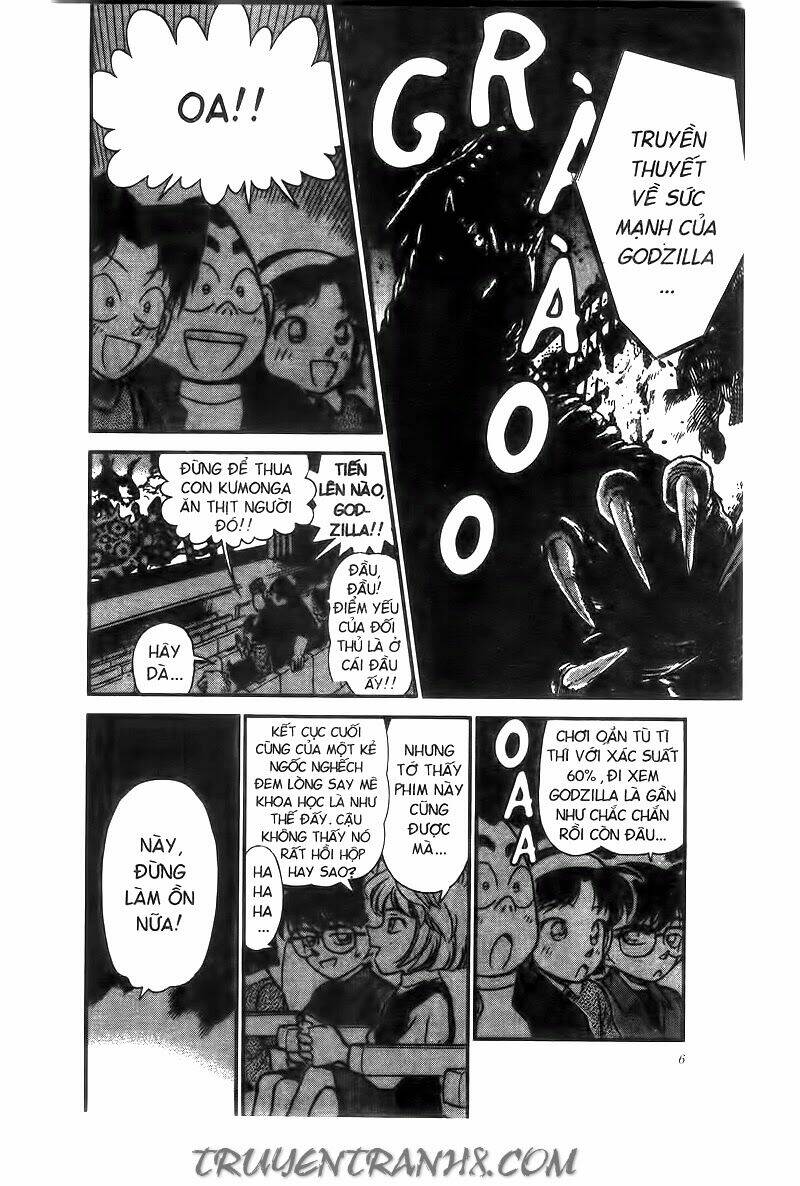 TRUYỀN
THUYẾT
VỀ SỨC
MẠNH CỦA
GODZILLA
...
GRÀÀOO
OA!!
TIẾN
LÊN NÀO,
GOD-
ZILLA!!
ĐỪNG ĐỂ THUA
CON KUMONGA
ĂN THỊT NGƯỜI
ĐÓ!!
ĐẦU,
ĐẦU!
ĐIỂM YẾU
CỦA ĐỐI
THỦ LÀ Ở
CÁI ĐẦU
ẤY!!
HÂY
DÀ...
CHƠI OẲN TÙ TÌ
THÌ VỚI XÁC SUẤT
60%, ĐI XEM
GODZILLA LÀ GẦN
NHƯ CHẮC CHẮN
RỒI CÒN ĐÂU...
OAA
NHƯNG
TỚ THẤY
PHIM NÀY
CŨNG
ĐƯỢC
MÀ...
KẾT CỤC CUỐI
CÙNG CỦA MỘT KẺ
NGỐC NGHẾCH
ĐEM LÒNG SAY MÊ
KHOA HỌC LÀ NHƯ
THẾ ĐẤY. CẬU
KHÔNG THẤY NÓ
RẤT HỒI HỘP
HAY SAO?
HA
HA
HA
...
NÀY,
ĐỪNG
LÀM ỒN
NỮA!
6
TRUYENTRANH8.COM